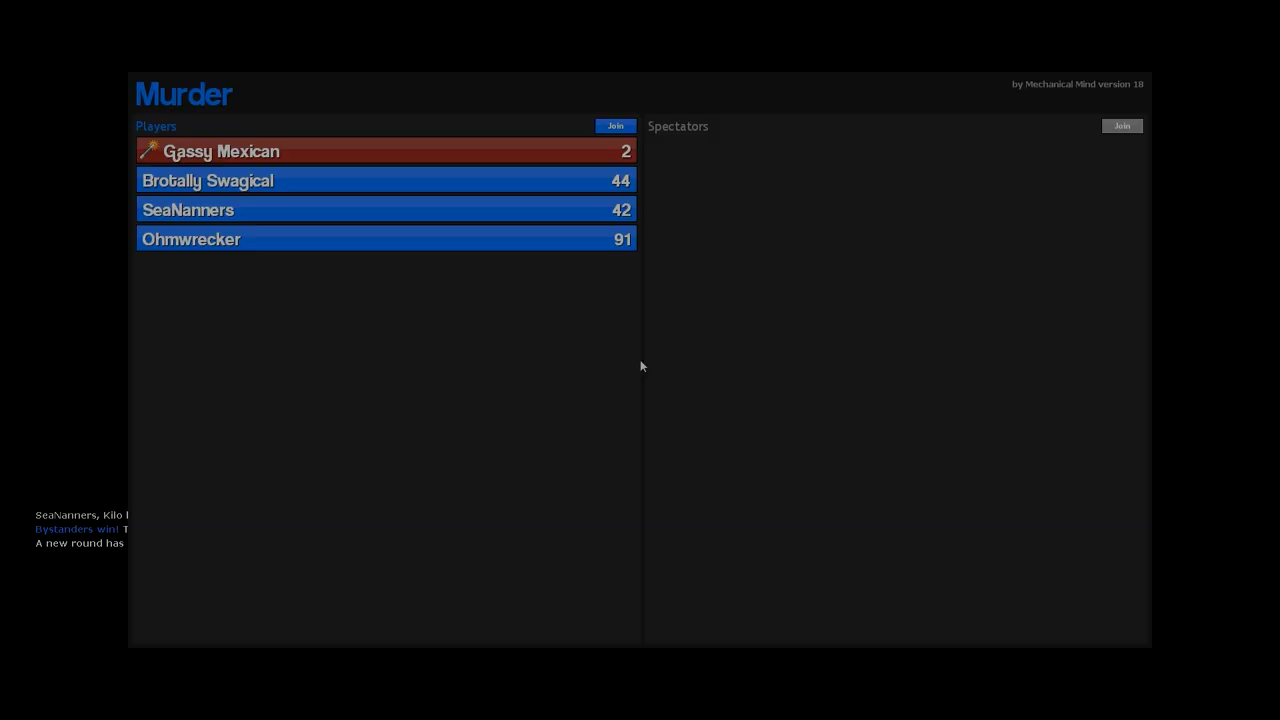 Murder
by Mechanical Mind version 18
Players
Join
Spectators
Join
Gassy Mexican 2
Brotally Swagical 44
SeaNanners 42
Ohmwrecker 91
SeaNanners, Kilo
Bystanders win! T
A new round has